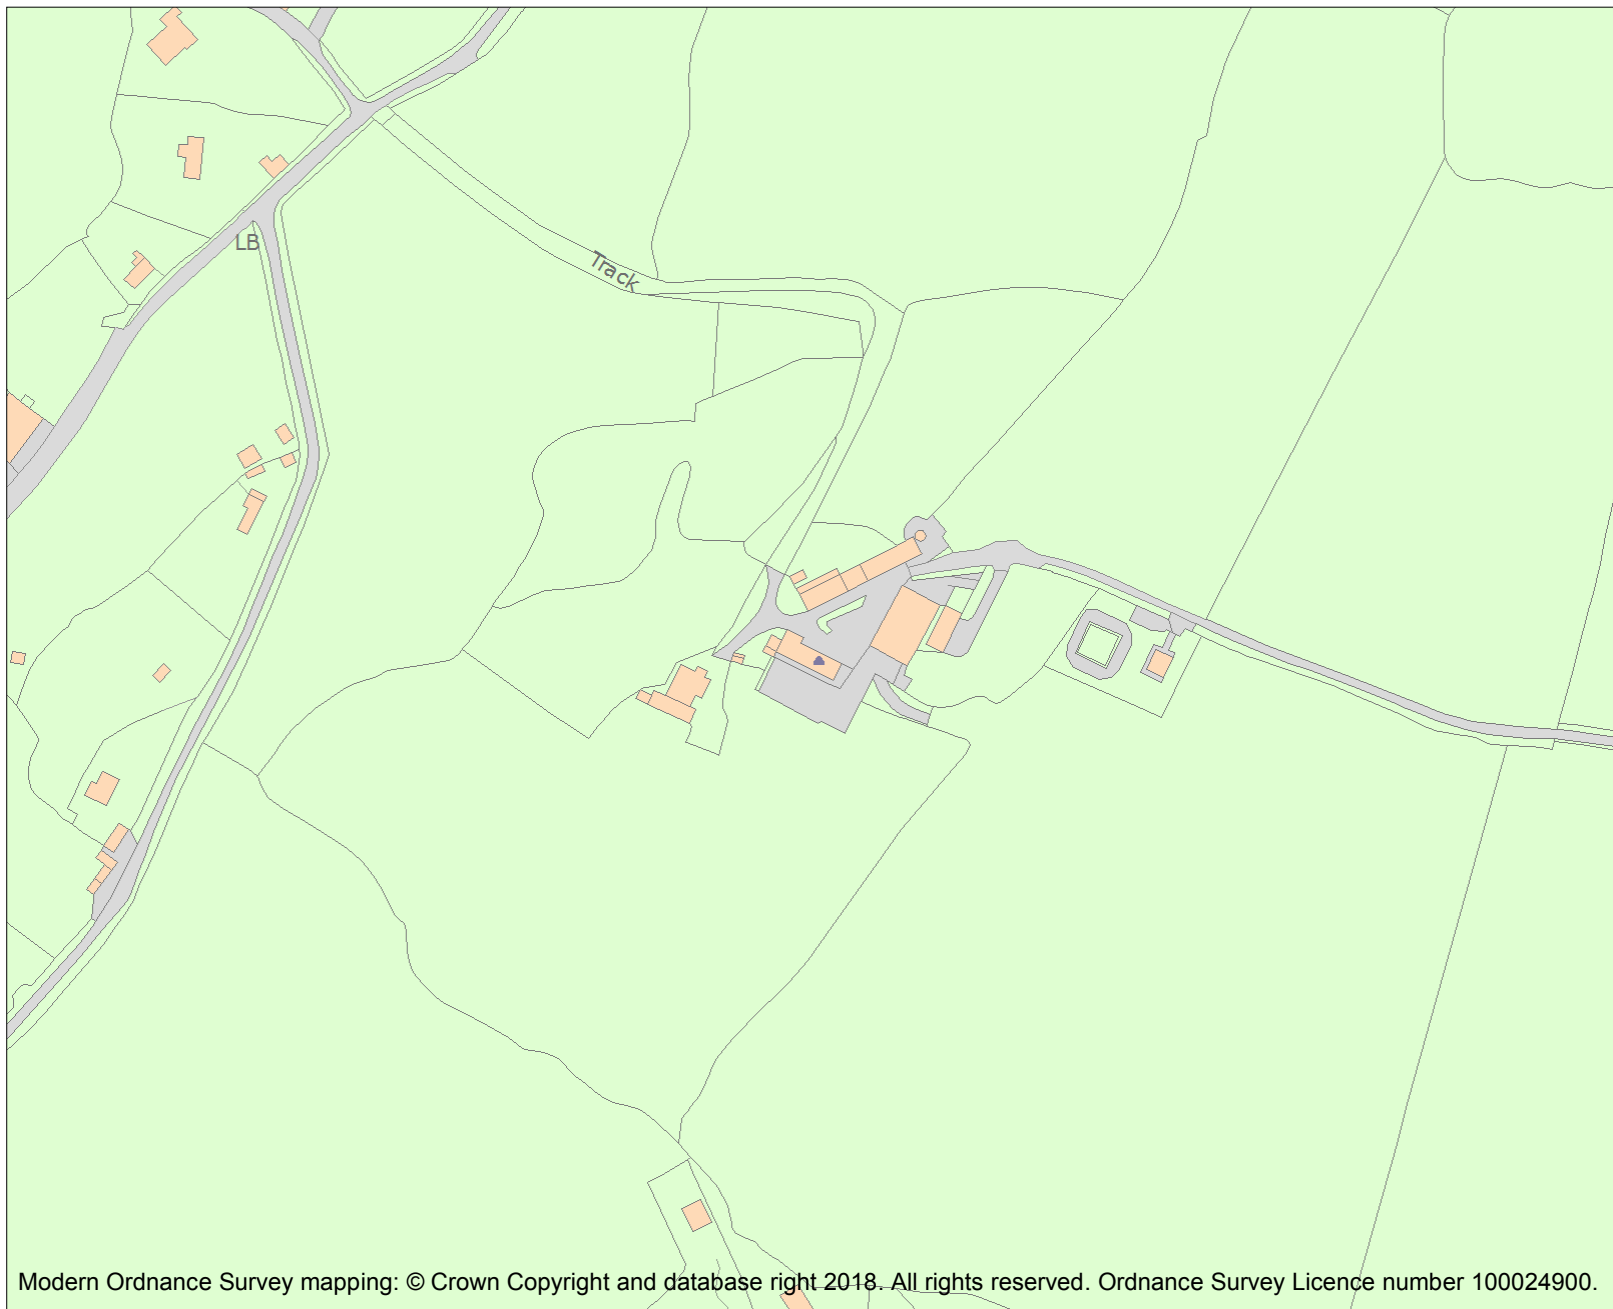 LB
Track
Modern Ordnance Survey mapping: © Crown Copyright and database right 2018. All rights reserved. Ordnance Survey Licence number 100024900.